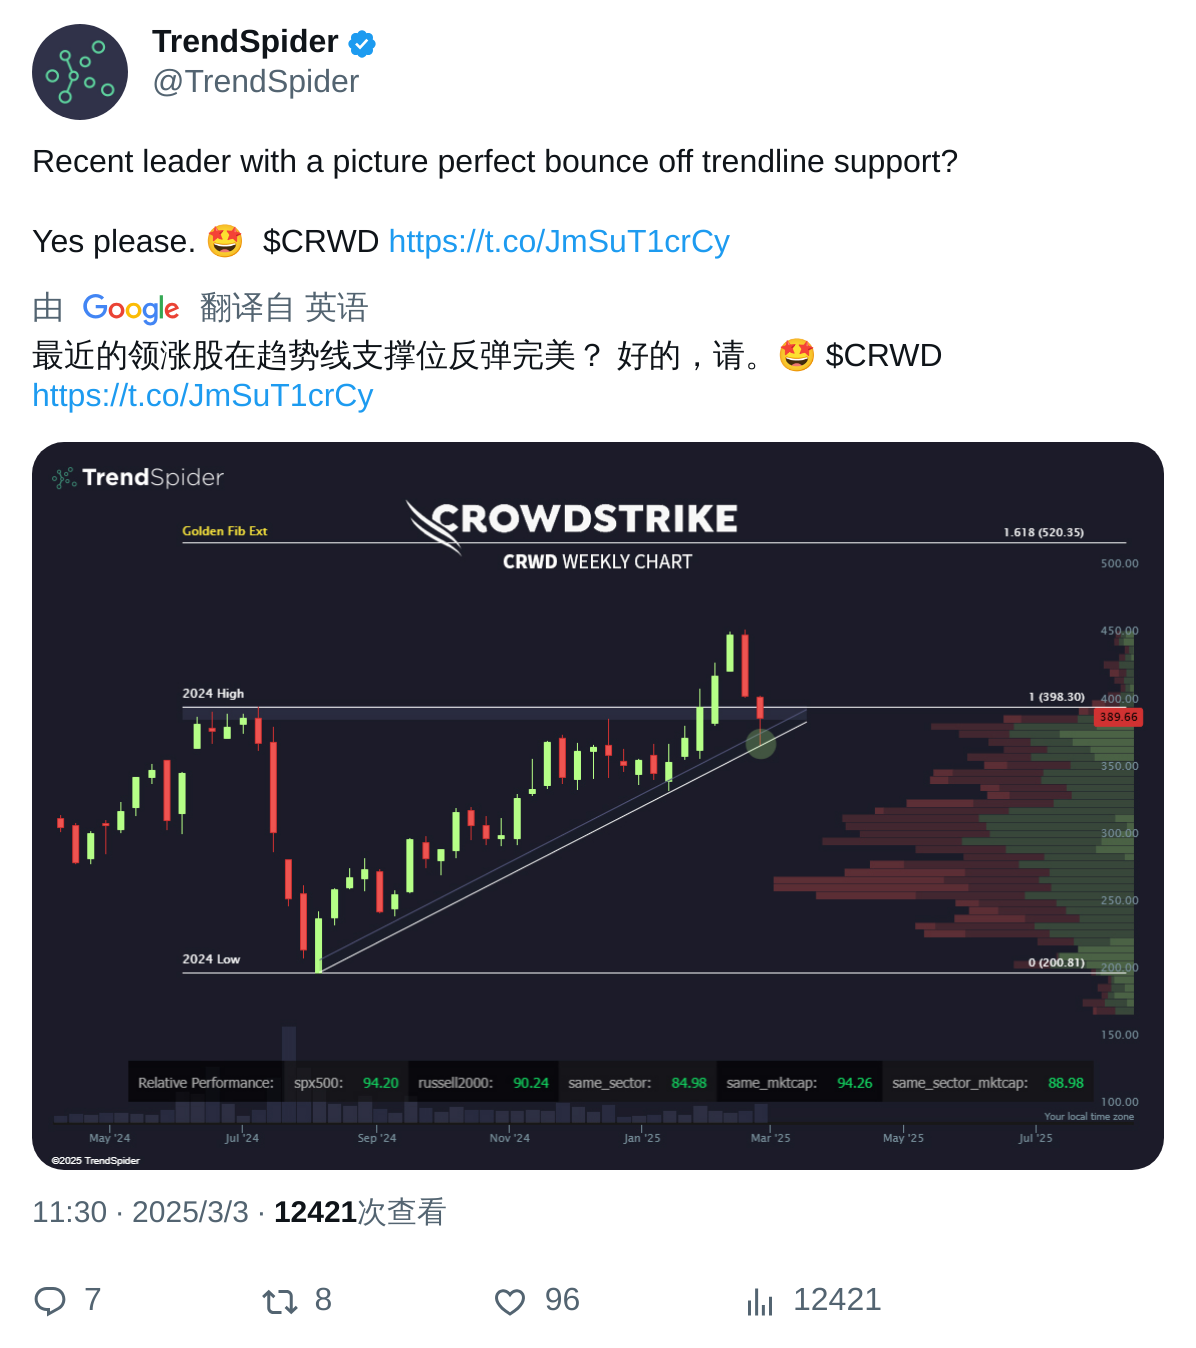 TrendSpider
@TrendSpider
Recent leader with a picture perfect bounce off trendline support?
Yes please. 🤩 $CRWD https://t.co/JmSuT1crCy
由 Google 翻译自 英语
最近的领涨股在趋势线支撑位反弹完美？ 好的，请。🤩 $CRWD
https://t.co/JmSuT1crCy
TrendSpider
CROWDSTRIKE
CRWD WEEKLY CHART
Golden Fib Ext
1.618 (520.35)
500.00
450.00
2024 High
1 (398.30)
400.00
389.66
350.00
300.00
250.00
2024 Low
0 (200.81)
200.00
150.00
Relative Performance: spx500: 94.20 russell2000: 90.24 same_sector: 84.98 same_mktcap: 94.26 same_sector_mktcap: 88.98
100.00
Your local time zone
May '24 Jul '24 Sep '24 Nov '24 Jan '25 Mar '25 May '25 Jul '25
©2025 TrendSpider
11:30 · 2025/3/3 · 12421次查看
7 8 96 12421